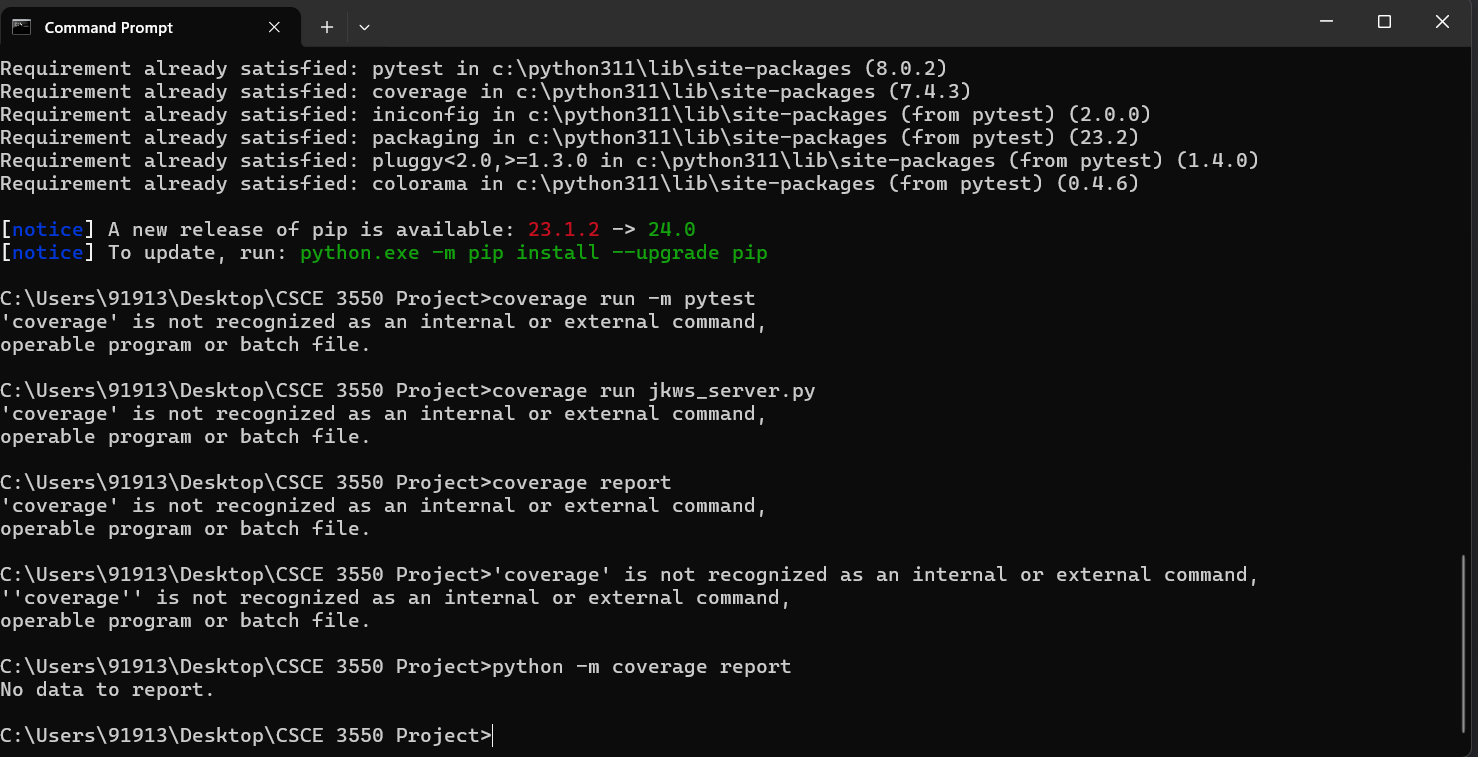 Command Prompt
Requirement already satisfied: pytest in c:\python311\lib\site-packages (8.0.2)
Requirement already satisfied: coverage in c:\python311\lib\site-packages (7.4.3)
Requirement already satisfied: iniconfig in c:\python311\lib\site-packages (from pytest) (2.0.0)
Requirement already satisfied: packaging in c:\python311\lib\site-packages (from pytest) (23.2)
Requirement already satisfied: pluggy<2.0,>=1.3.0 in c:\python311\lib\site-packages (from pytest) (1.4.0)
Requirement already satisfied: colorama in c:\python311\lib\site-packages (from pytest) (0.4.6)
[notice] A new release of pip is available: 23.1.2 -> 24.0
[notice] To update, run: python.exe -m pip install --upgrade pip
C:\Users\91913\Desktop\CSCE 3550 Project>coverage run -m pytest
'coverage' is not recognized as an internal or external command,
operable program or batch file.
C:\Users\91913\Desktop\CSCE 3550 Project>coverage run jkws_server.py
'coverage' is not recognized as an internal or external command,
operable program or batch file.
C:\Users\91913\Desktop\CSCE 3550 Project>coverage report
'coverage' is not recognized as an internal or external command,
operable program or batch file.
C:\Users\91913\Desktop\CSCE 3550 Project>'coverage' is not recognized as an internal or external command,
''coverage'' is not recognized as an internal or external command,
operable program or batch file.
C:\Users\91913\Desktop\CSCE 3550 Project>python -m coverage report
No data to report.
C:\Users\91913\Desktop\CSCE 3550 Project>